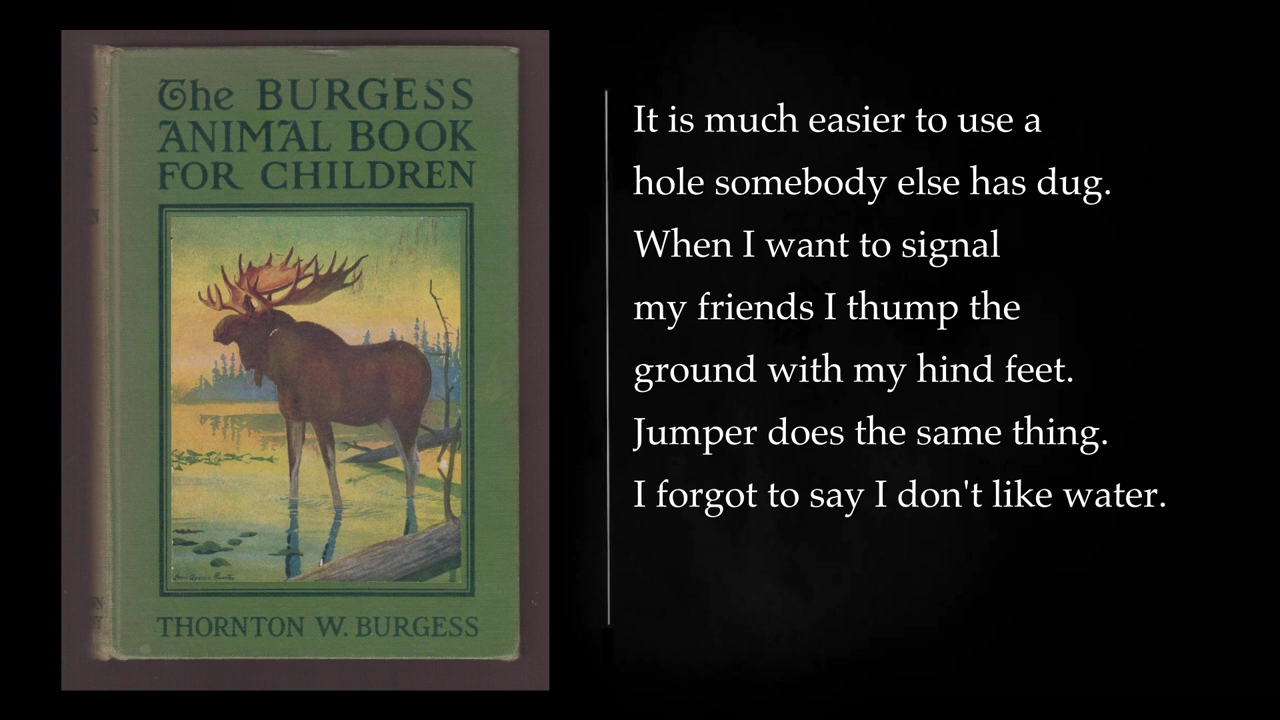 The BURGESS
ANIMAL BOOK
FOR CHILDREN
THORNTON W. BURGESS
It is much easier to use a
hole somebody else has dug.
When I want to signal
my friends I thump the
ground with my hind feet.
Jumper does the same thing.
I forgot to say I don't like water.